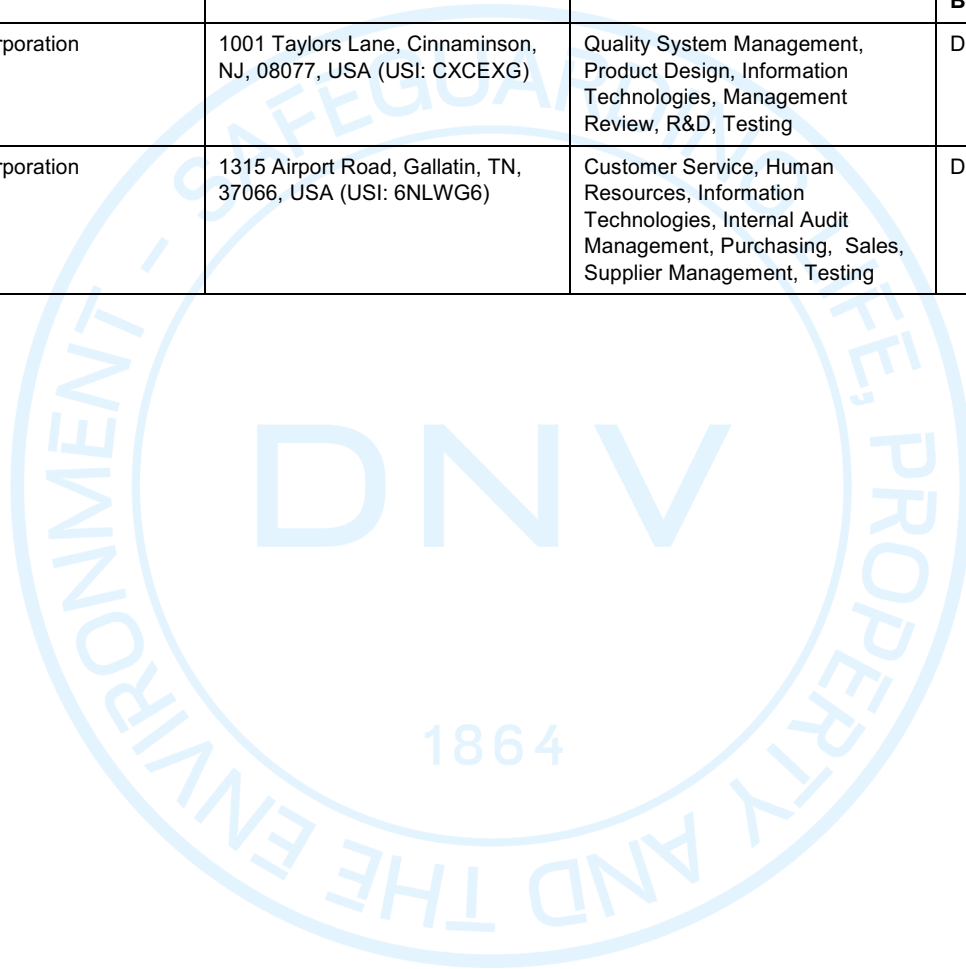 B
rporation
1001 Taylors Lane, Cinnaminson,
NJ, 08077, USA (USI: CXCEXG)
Quality System Management,
Product Design, Information
Technologies, Management
Review, R&D, Testing
D
rporation
1315 Airport Road, Gallatin, TN,
37066, USA (USI: 6NLWG6)
Customer Service, Human
Resources, Information
Technologies, Internal Audit
Management, Purchasing,  Sales,
Supplier Management, Testing
D
SAFEGUARDING LIFE, PROPERTY AND THE ENVIRONMENT -
DNV
1864